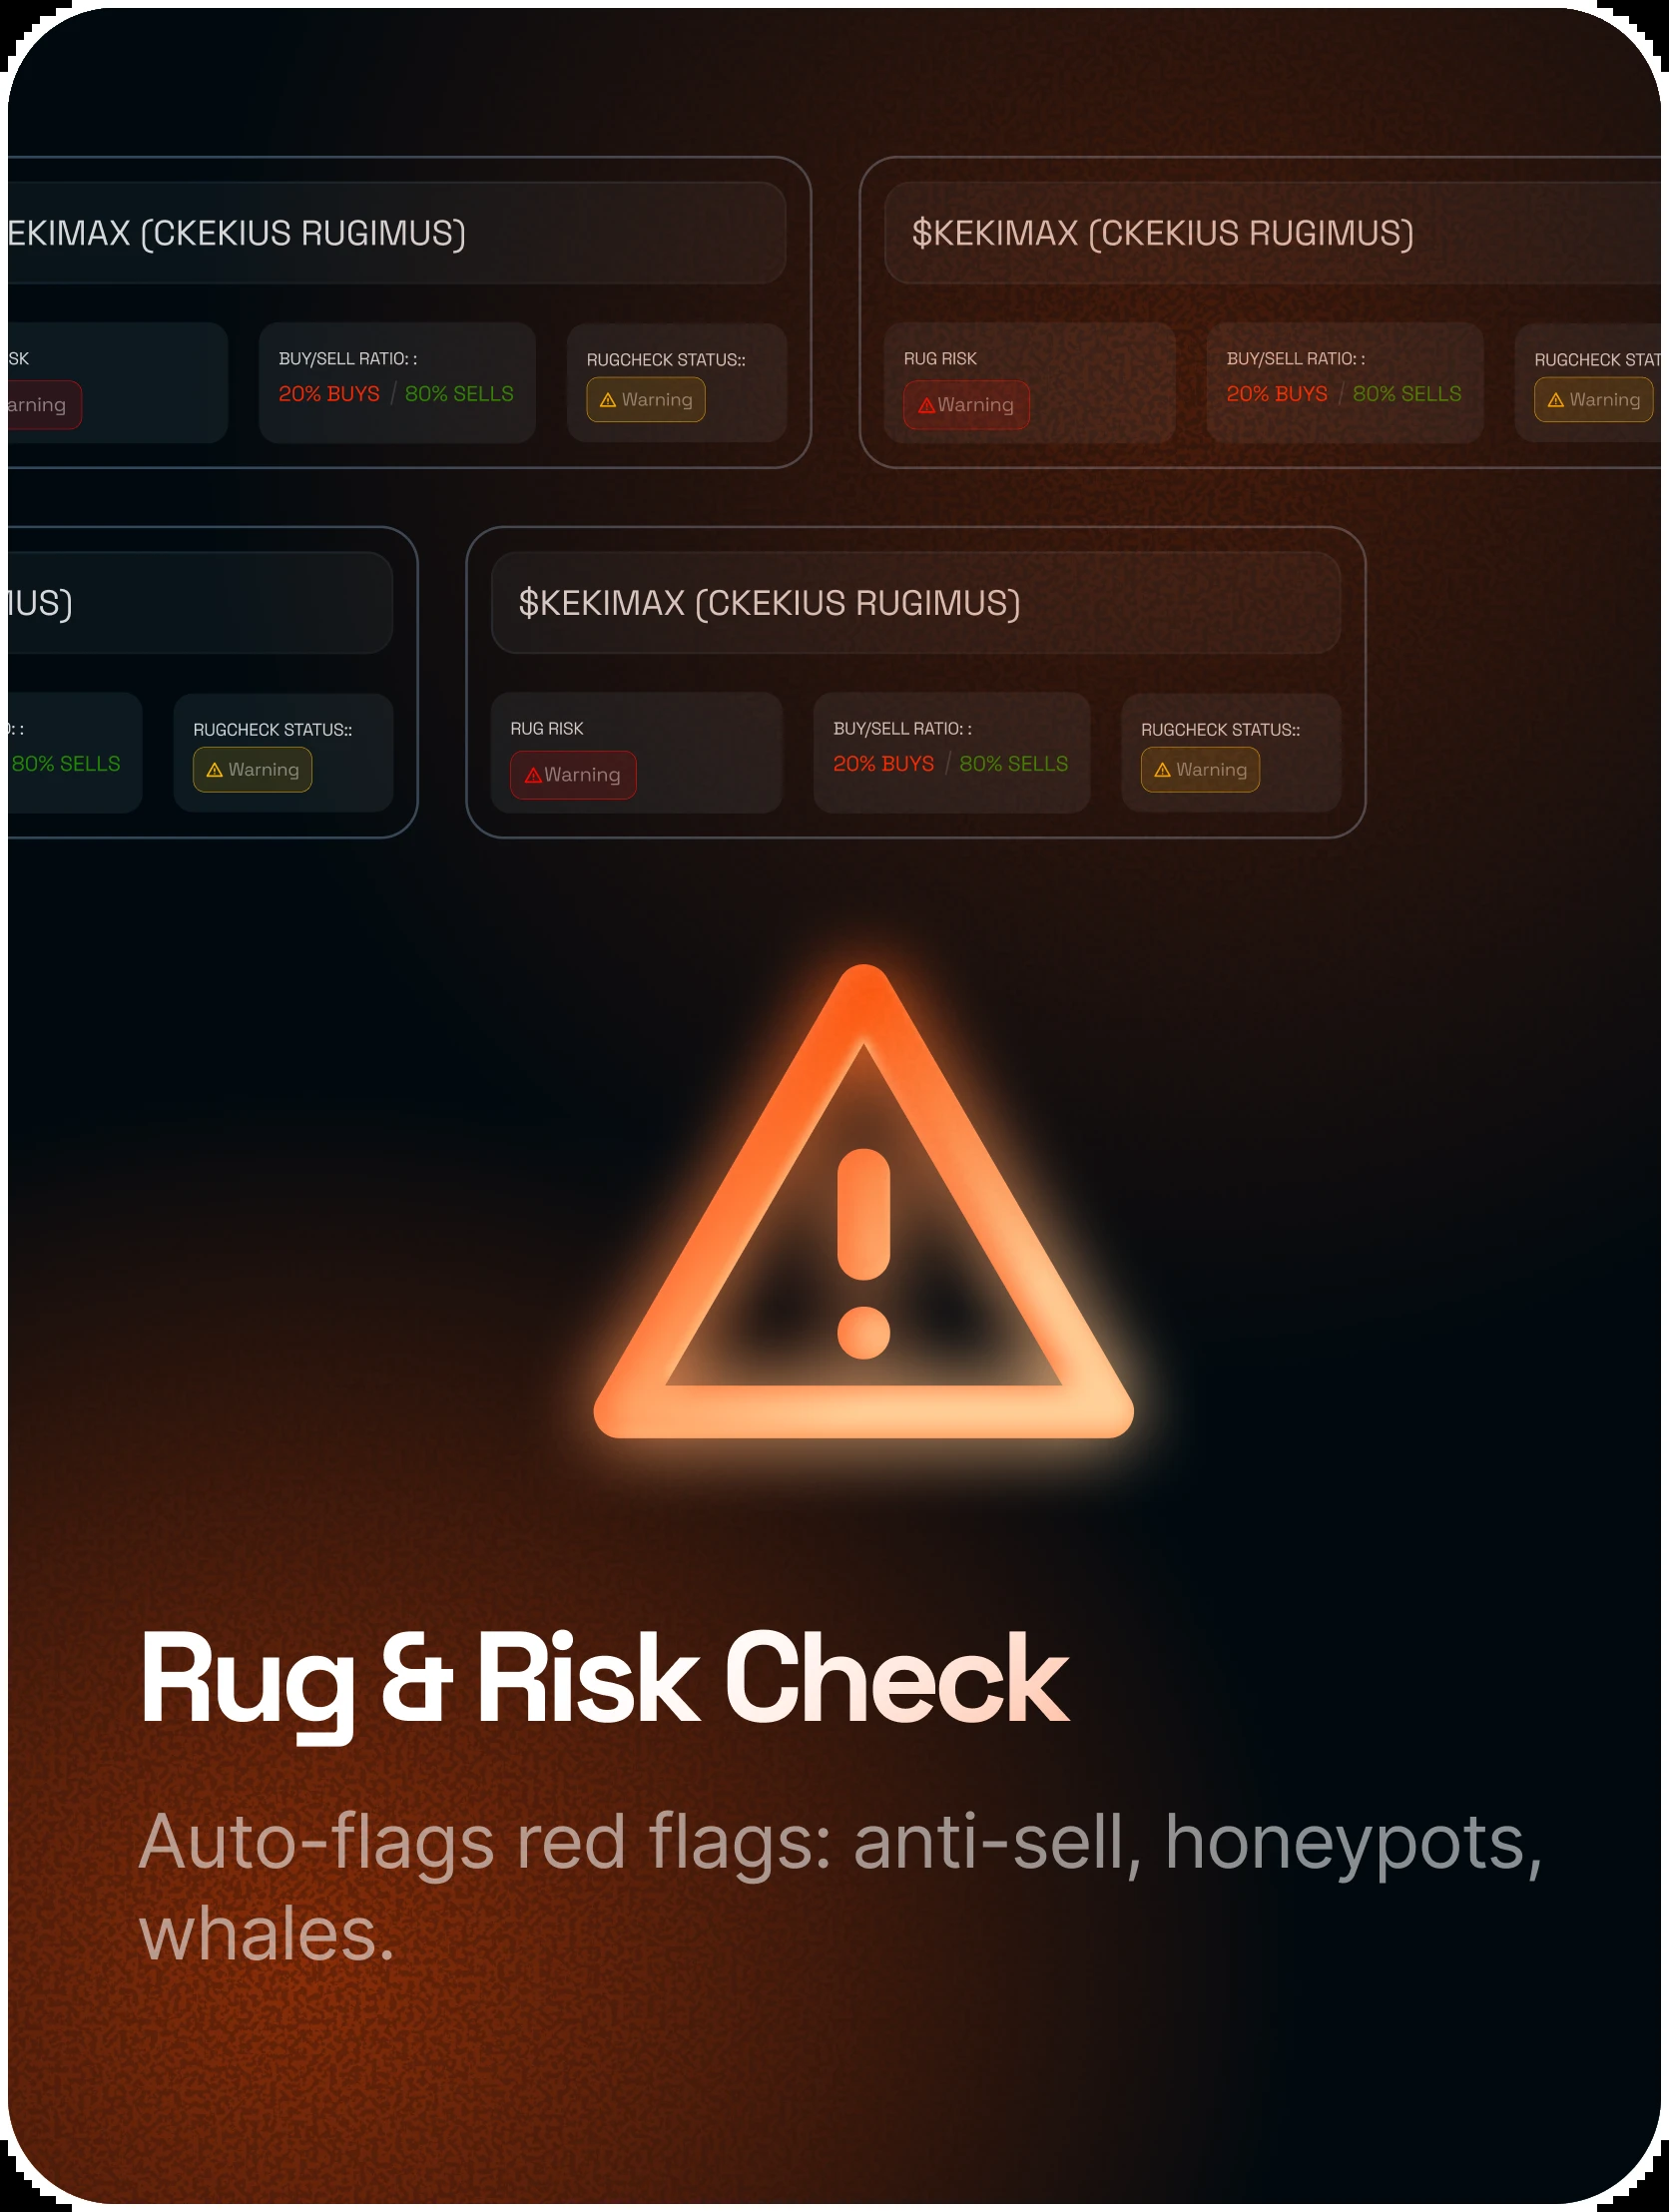 EKIMAX (CKEKIUS RUGIMUS)
SK
arning
BUY/SELL RATIO: :
20% BUYS / 80% SELLS
RUGCHECK STATUS::
Warning
$KEKIMAX (CKEKIUS RUGIMUS)
RUG RISK
Warning
BUY/SELL RATIO: :
20% BUYS / 80% SELLS
RUGCHECK STAT
Warning
MUS)
O: :
80% SELLS
RUGCHECK STATUS::
Warning
$KEKIMAX (CKEKIUS RUGIMUS)
RUG RISK
Warning
BUY/SELL RATIO: :
20% BUYS / 80% SELLS
RUGCHECK STATUS::
Warning
Rug & Risk Check
Auto-flags red flags: anti-sell, honeypots,
whales.